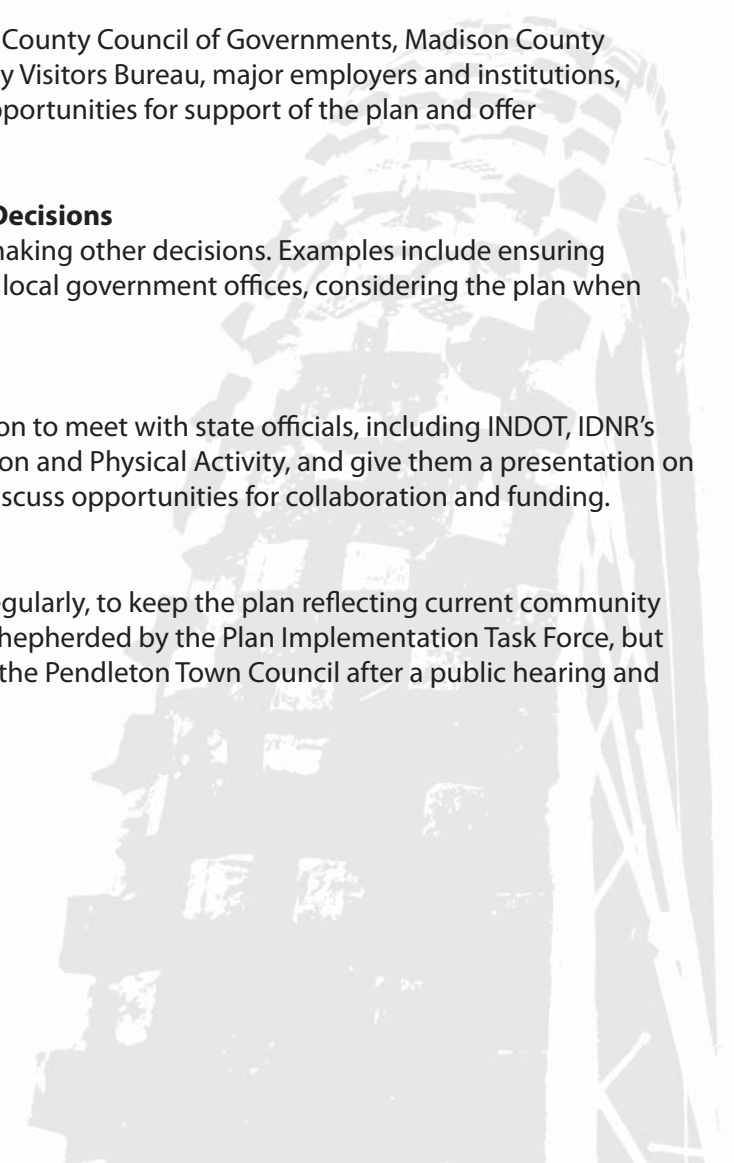 County Council of Governments, Madison County
y Visitors Bureau, major employers and institutions,
pportunities for support of the plan and offer
Decisions
naking other decisions. Examples include ensuring
local government offices, considering the plan when
on to meet with state officials, including INDOT, IDNR’s
on and Physical Activity, and give them a presentation on
scuss opportunities for collaboration and funding.
egularly, to keep the plan reflecting current community
hepherded by the Plan Implementation Task Force, but
the Pendleton Town Council after a public hearing and